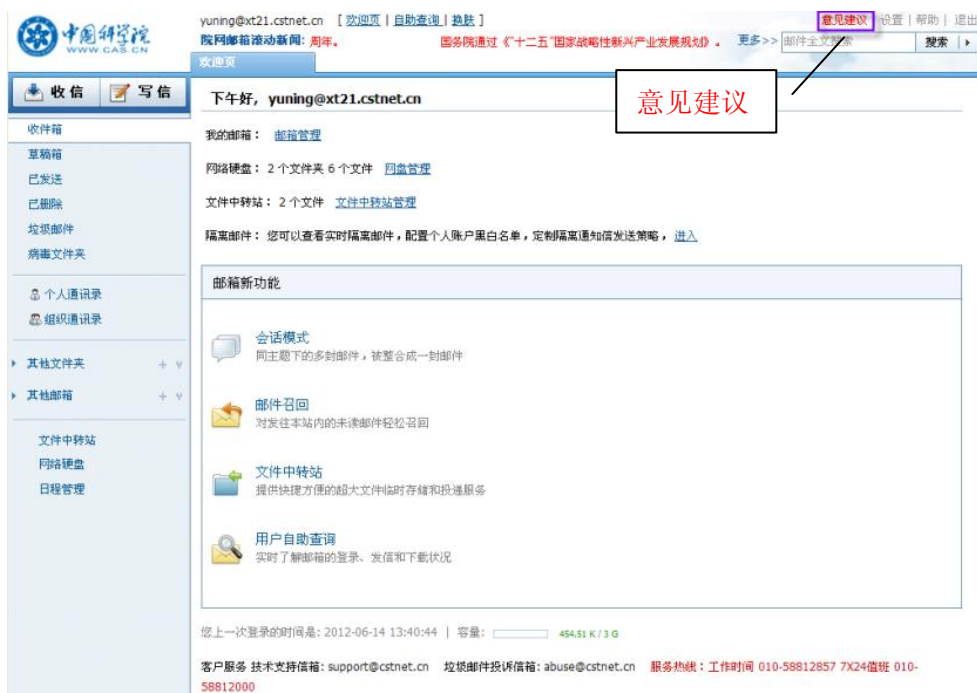 中国科学院
WWW.CAS.CN
yuning@xt21.cstnet.cn [ 欢迎页 | 自助查询 | 换肤 ]
意见建议 | 设置 | 帮助 | 退出
院网邮箱滚动新闻: 周年。 国务院通过《"十二五"国家战略性新兴产业发展规划》。 更多>>
邮件全文搜索 搜索
欢迎页
收信 写信
下午好, yuning@xt21.cstnet.cn
意见建议
收件箱
草稿箱
已发送
已删除
垃圾邮件
病毒文件夹
个人通讯录
组织通讯录
其他文件夹
其他邮箱
文件中转站
网络硬盘
日程管理
我的邮箱: 邮箱管理
网络硬盘: 2 个文件夹 6 个文件 网盘管理
文件中转站: 2 个文件 文件中转站管理
隔离邮件: 您可以查看实时隔离邮件,配置个人账户黑白名单,定制隔离通知信发送策略, 进入
邮箱新功能
会话模式
同主题下的多封邮件,被整合成一封邮件
邮件召回
对发往本站内的未读邮件轻松召回
文件中转站
提供快捷方便的超大文件临时存储和投递服务
用户自助查询
实时了解邮箱的登录、发信和下载状况
您上一次登录的时间是: 2012-06-14 13:40:44 | 容量: 454.51 K / 3 G
客户服务 技术支持信箱: support@cstnet.cn 垃圾邮件投诉信箱: abuse@cstnet.cn 服务热线: 工作时间 010-58812857 7X24值班 010-
58812000